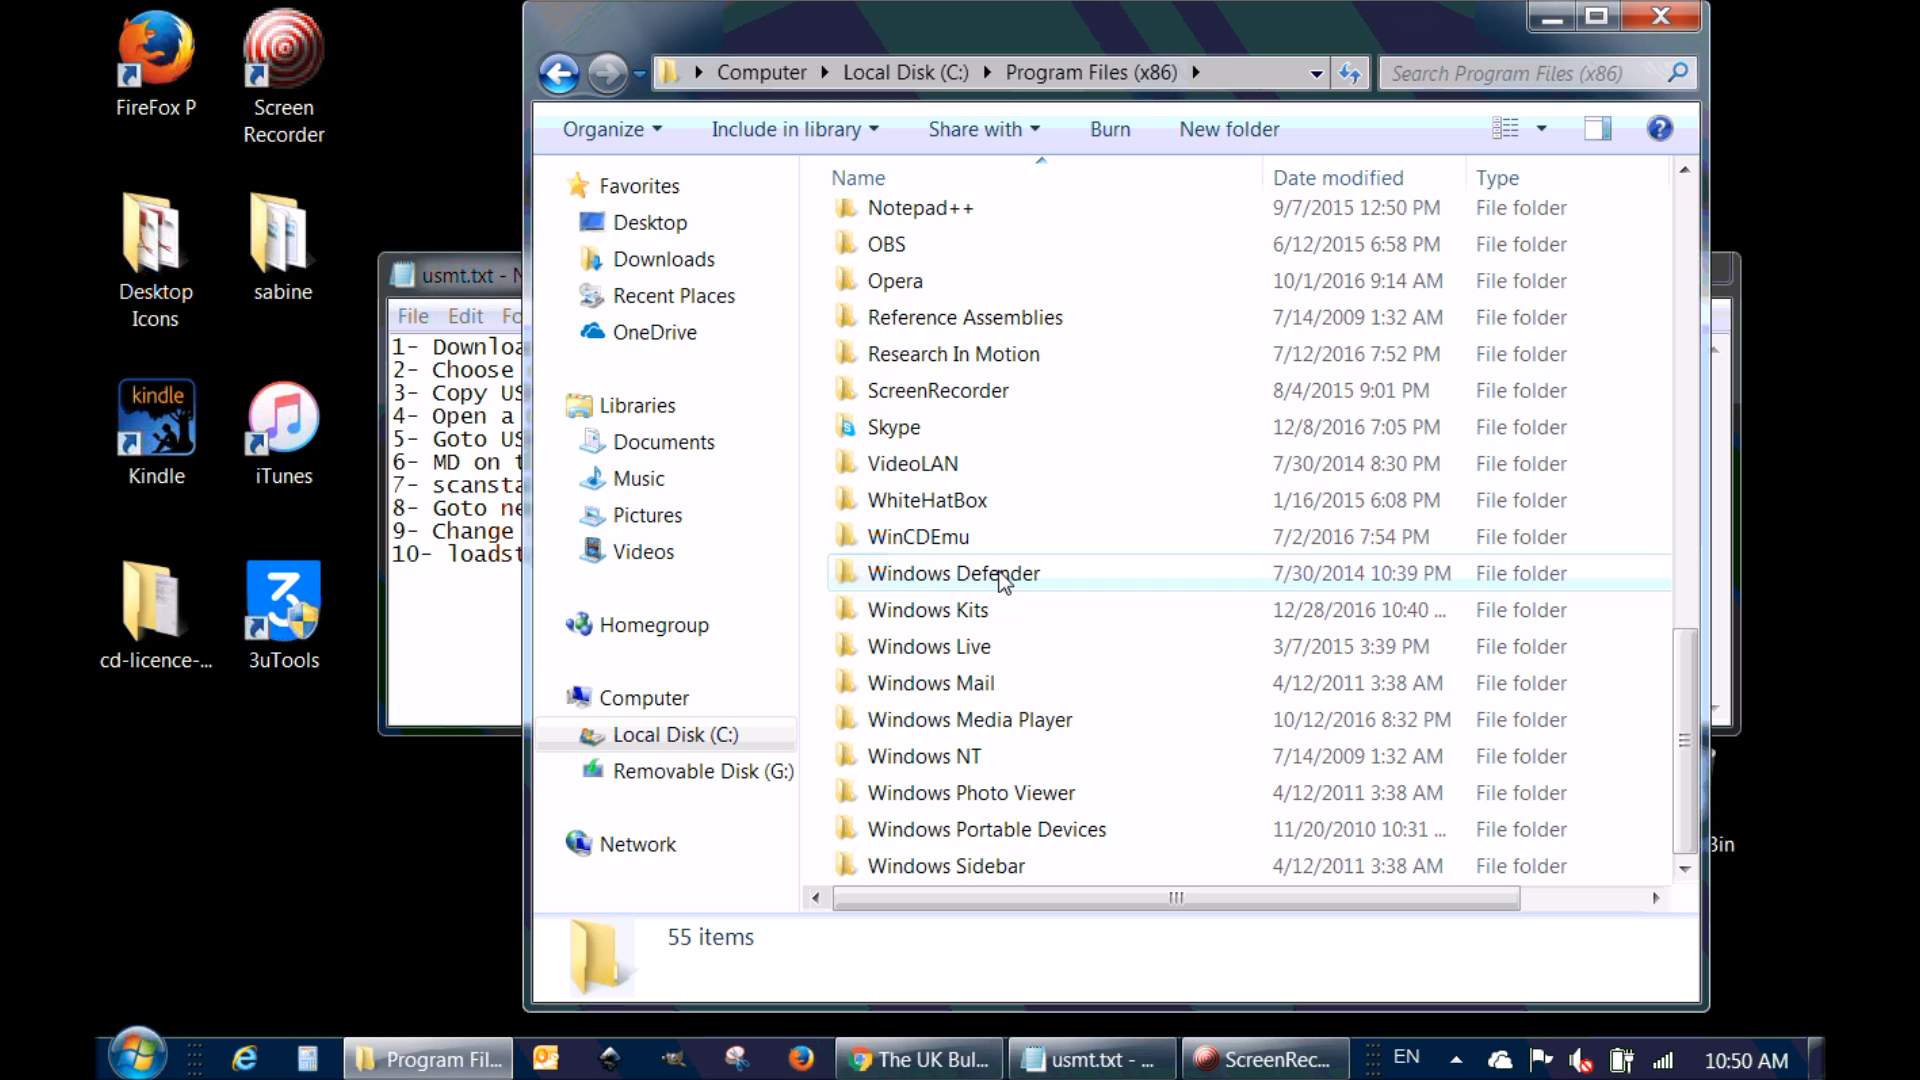 FireFox P
Screen
Recorder
Desktop
Icons
sabine
kindle
Kindle
iTunes
cd-licence-...
3uTools
usmt.txt - N
File Edit Fo
1- Downloa
2- Choose
3- Copy US
4- Open a
5- Goto US
6- MD on t
7- scansta
8- Goto ne
9- Change
10- loadst
Computer Local Disk (C:) Program Files (x86)
Search Program Files (x86)
Organize Include in library Share with Burn New folder
Favorites
Desktop
Downloads
Recent Places
OneDrive
Libraries
Documents
Music
Pictures
Videos
Homegroup
Computer
Local Disk (C:)
Removable Disk (G:)
Network
Name Date modified Type
Notepad++ 9/7/2015 12:50 PM File folder
OBS 6/12/2015 6:58 PM File folder
Opera 10/1/2016 9:14 AM File folder
Reference Assemblies 7/14/2009 1:32 AM File folder
Research In Motion 7/12/2016 7:52 PM File folder
ScreenRecorder 8/4/2015 9:01 PM File folder
Skype 12/8/2016 7:05 PM File folder
VideoLAN 7/30/2014 8:30 PM File folder
WhiteHatBox 1/16/2015 6:08 PM File folder
WinCDEmu 7/2/2016 7:54 PM File folder
Windows Defender 7/30/2014 10:39 PM File folder
Windows Kits 12/28/2016 10:40 ... File folder
Windows Live 3/7/2015 3:39 PM File folder
Windows Mail 4/12/2011 3:38 AM File folder
Windows Media Player 10/12/2016 8:32 PM File folder
Windows NT 7/14/2009 1:32 AM File folder
Windows Photo Viewer 4/12/2011 3:38 AM File folder
Windows Portable Devices 11/20/2010 10:31 ... File folder
Windows Sidebar 4/12/2011 3:38 AM File folder
55 items
Bin
Program Fil... The UK Bul... usmt.txt - ... ScreenRec... EN 10:50 AM